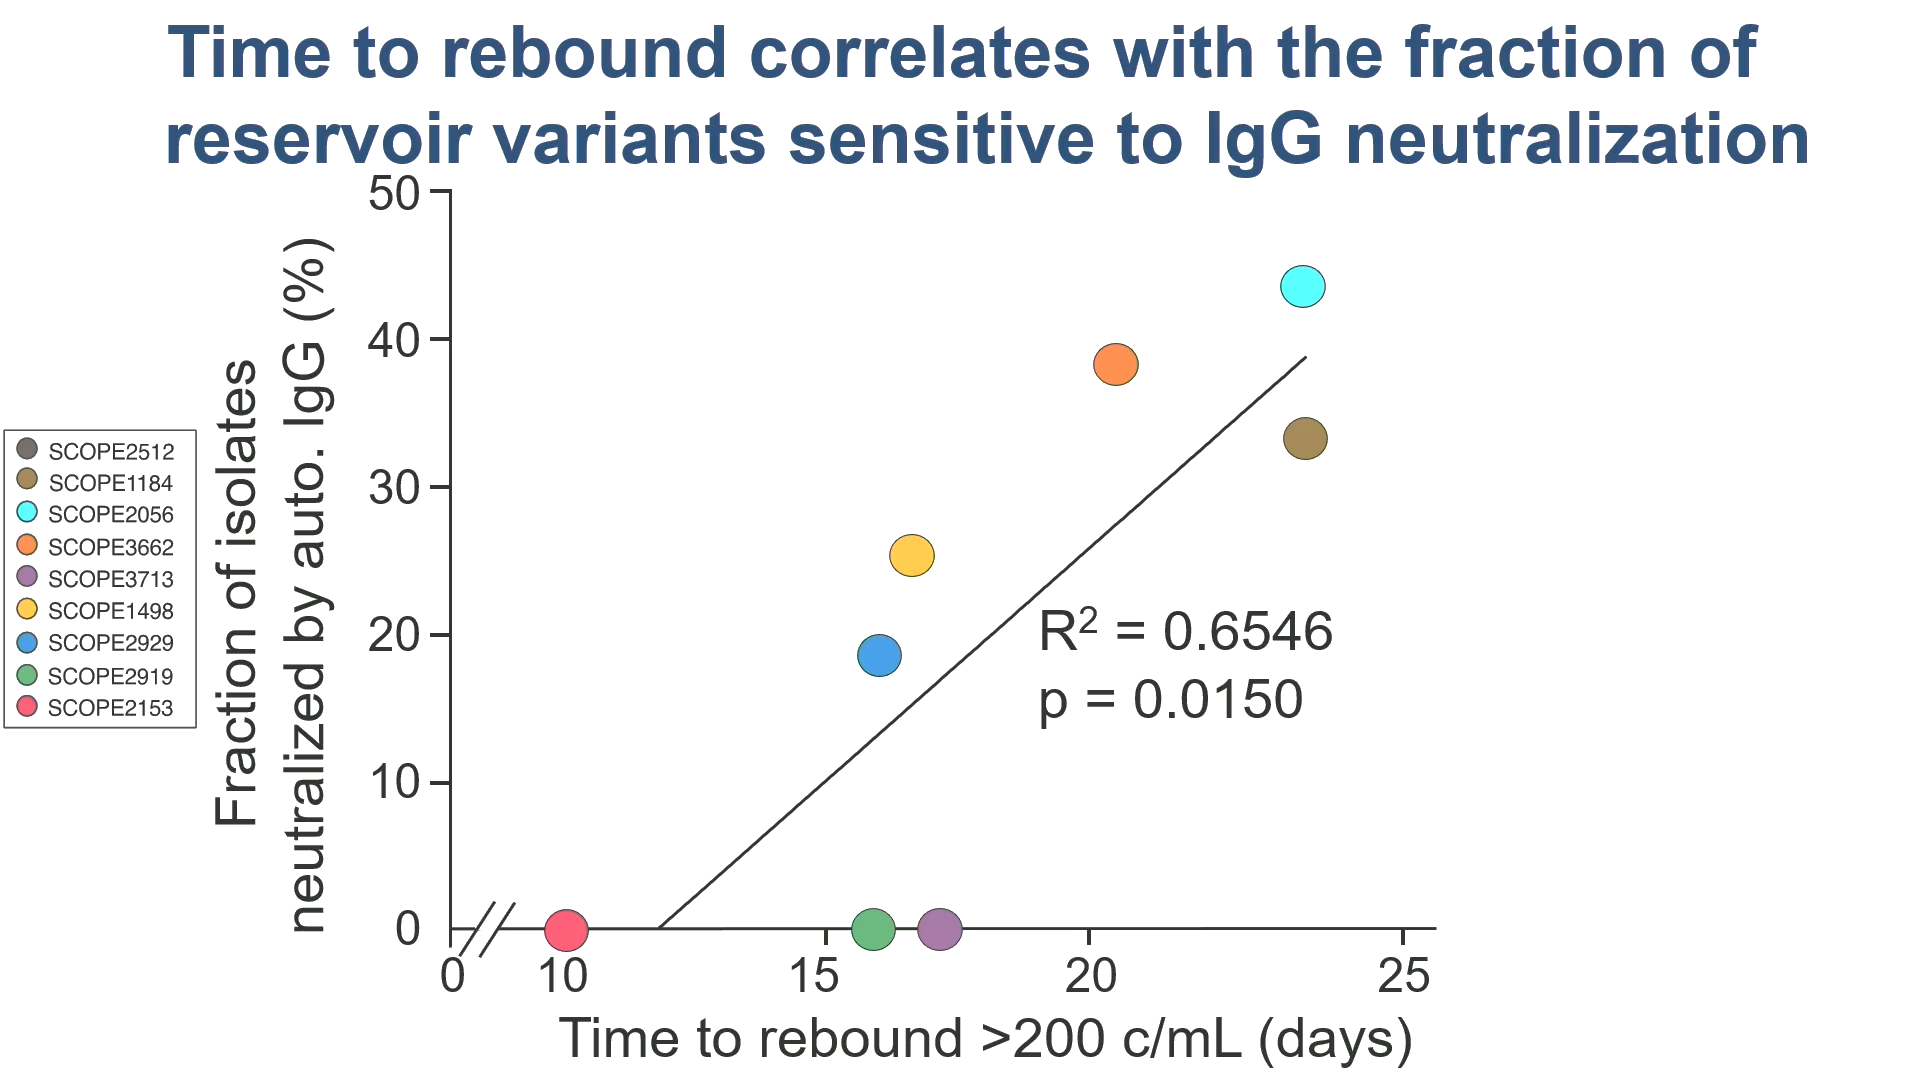 Time to rebound correlates with the fraction of
reservoir variants sensitive to IgG neutralization
Fraction of isolates
neutralized by auto. IgG (%)
50
40
30
20
10
0
SCOPE2512
SCOPE1184
SCOPE2056
SCOPE3662
SCOPE3713
SCOPE1498
SCOPE2929
SCOPE2919
SCOPE2153
R² = 0.6546
p = 0.0150
0 10 15 20 25
Time to rebound >200 c/mL (days)